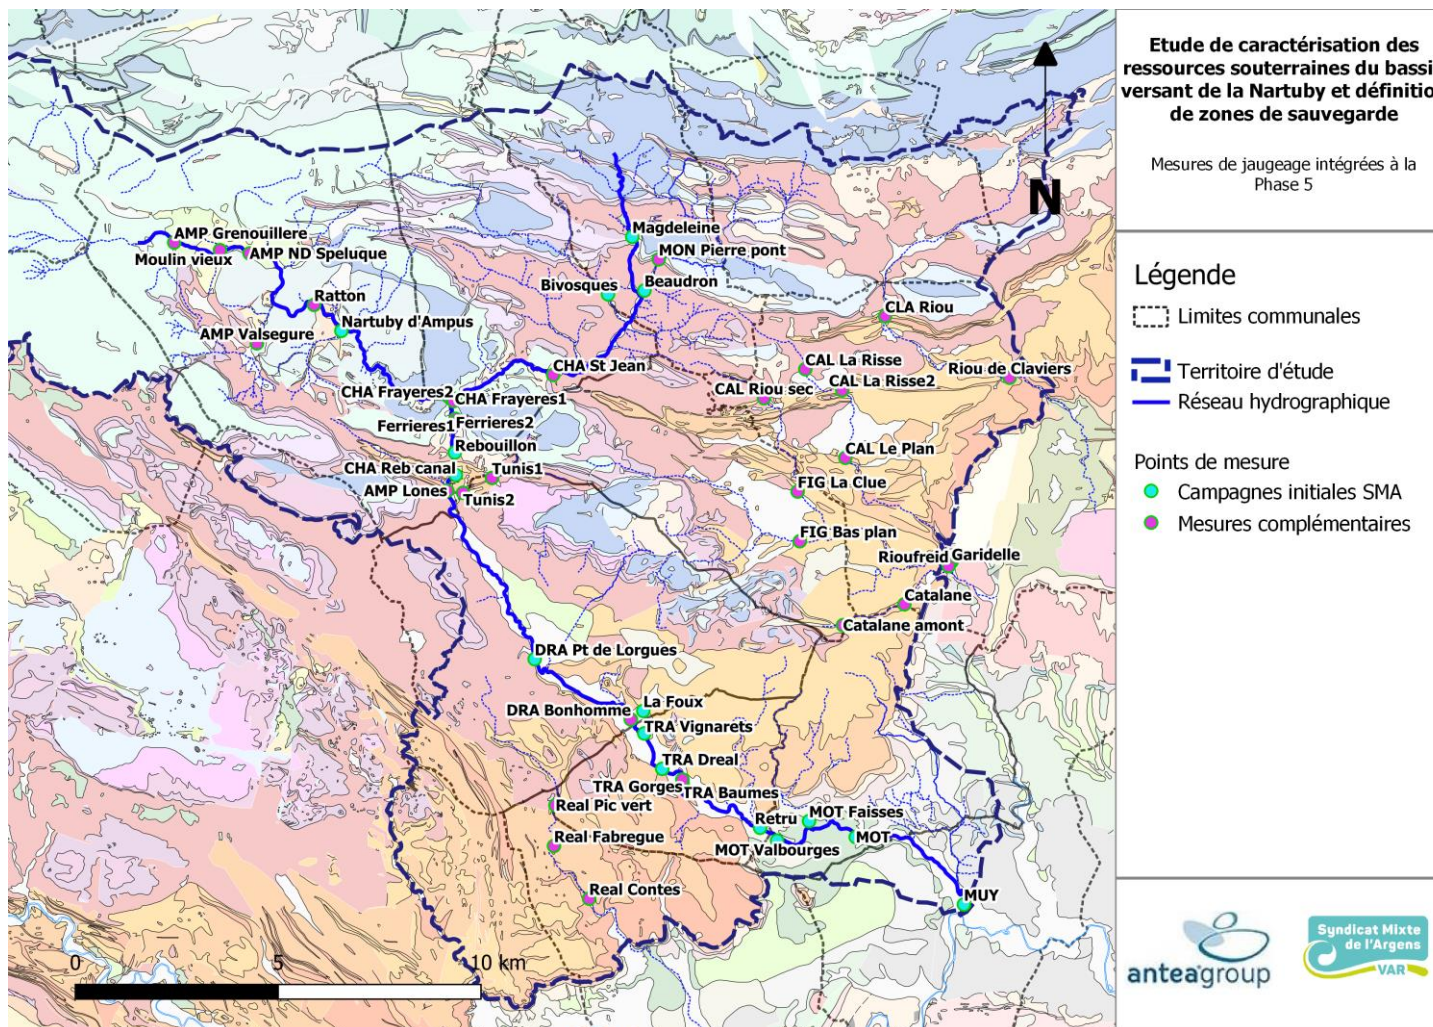 Etude de caractérisation des
ressources souterraines du bassi
versant de la Nartuby et définitio
de zones de sauvegarde
Mesures de jaugeage intégrées à la
Phase 5
N
Légende
Limites communales
Territoire d'étude
Réseau hydrographique
Points de mesure
Campagnes initiales SMA
Mesures complémentaires
anteagroup
Syndicat Mixte
de l'Argens
VAR
AMP Grenouillere
Moulin vieux
AMP ND Speluque
Magdeleine
MON Pierre pont
Bivosques
Beaudron
Ratton
CLA Riou
Nartuby d'Ampus
AMP Valsegure
CHA St Jean
CAL La Risse
Riou de Claviers
CAL Riou sec
CAL La Risse2
CHA Frayeres2
CHA Frayeres1
Ferrieres1
Ferrieres2
Rebouillon
CAL Le Plan
CHA Reb canal
Tunis1
FIG La Clue
AMP Lones
Tunis2
FIG Bas plan
Rioufreid
Garidelle
Catalane
Catalane amont
DRA Pt de Lorgues
La Foux
DRA Bonhomme
TRA Vignarets
TRA Dreal
TRA Gorges
TRA Baumes
Real Pic vert
Retru
MOT Faisses
Real Fabregue
MOT Valbourges
MOT
Real Contes
MUY
0
5
10 km